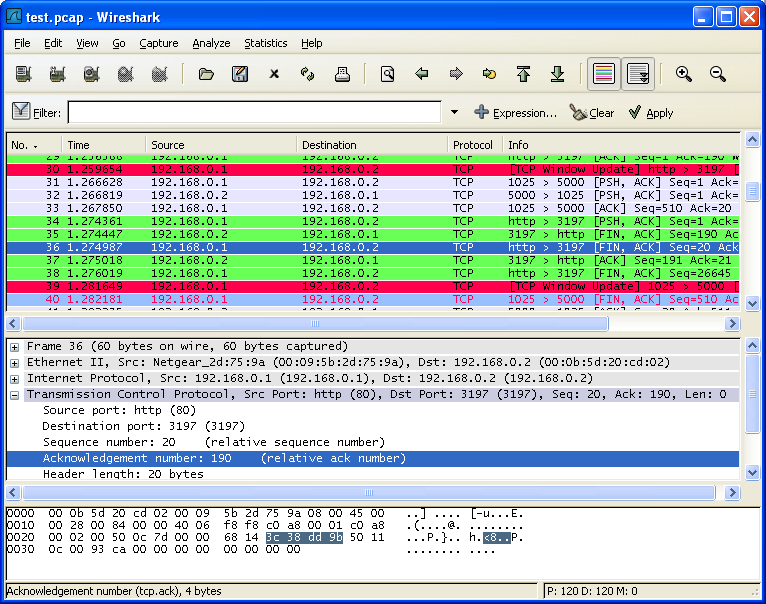 test.pcap - Wireshark
File Edit View Go Capture Analyze Statistics Help
Filter: Expression... Clear Apply
No. Time Source Destination Protocol Info
29 1.256588 192.168.0.1 192.168.0.2 TCP http > 3197 [ACK] Seq=1 Ack=190
30 1.259654 192.168.0.1 192.168.0.2 TCP [TCP Window Update] http > 3197
31 1.266628 192.168.0.1 192.168.0.2 TCP 1025 > 5000 [PSH, ACK] Seq=1 Ack=
32 1.266819 192.168.0.2 192.168.0.1 TCP 5000 > 1025 [PSH, ACK] Seq=1 Ack=
33 1.267850 192.168.0.1 192.168.0.2 TCP 1025 > 5000 [ACK] Seq=510 Ack=20
34 1.274361 192.168.0.1 192.168.0.2 TCP http > 3197 [PSH, ACK] Seq=1 Ack=
35 1.274447 192.168.0.2 192.168.0.1 TCP 3197 > http [FIN, ACK] Seq=190 Ac
36 1.274987 192.168.0.1 192.168.0.2 TCP http > 3197 [FIN, ACK] Seq=20 Ack
37 1.275018 192.168.0.2 192.168.0.1 TCP 3197 > http [ACK] Seq=191 Ack=21
38 1.276019 192.168.0.1 192.168.0.2 TCP http > 3197 [FIN, ACK] Seq=26645
39 1.281649 192.168.0.1 192.168.0.2 TCP [TCP Window Update] 1025 > 5000 [
40 1.282181 192.168.0.1 192.168.0.2 TCP 1025 > 5000 [FIN, ACK] Seq=510 Ac
Frame 36 (60 bytes on wire, 60 bytes captured)
Ethernet II, Src: Netgear_2d:75:9a (00:09:5b:2d:75:9a), Dst: 192.168.0.2 (00:0b:5d:20:cd:02)
Internet Protocol, Src: 192.168.0.1 (192.168.0.1), Dst: 192.168.0.2 (192.168.0.2)
Transmission Control Protocol, Src Port: http (80), Dst Port: 3197 (3197), Seq: 20, Ack: 190, Len: 0
Source port: http (80)
Destination port: 3197 (3197)
Sequence number: 20 (relative sequence number)
Acknowledgement number: 190 (relative ack number)
Header length: 20 bytes
0000 00 0b 5d 20 cd 02 00 09 5b 2d 75 9a 08 00 45 00 ..] .... [-u...E.
0010 00 28 00 84 00 00 40 06 f8 f8 c0 a8 00 01 c0 a8 .(....@. ........
0020 00 02 00 50 0c 7d 00 00 68 14 3c 38 dd 9b 50 11 ...P.}.. h.<8..P.
0030 0c 00 93 ca 00 00 00 00 00 00 00 00 ........ ....
Acknowledgement number (tcp.ack), 4 bytes P: 120 D: 120 M: 0